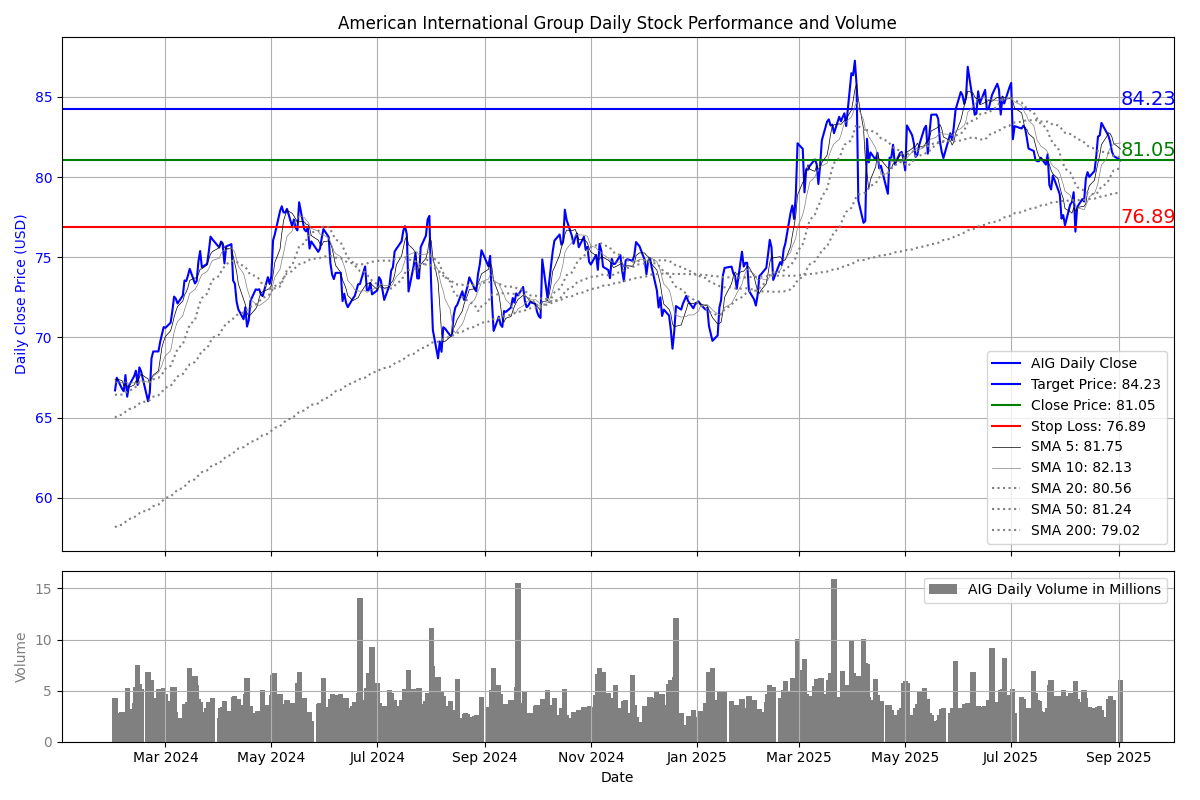 American International Group Daily Stock Performance and Volume
Daily Close Price (USD)
85
80
75
70
65
60
84.23
81.05
76.89
AIG Daily Close
Target Price: 84.23
Close Price: 81.05
Stop Loss: 76.89
SMA 5: 81.75
SMA 10: 82.13
SMA 20: 80.56
SMA 50: 81.24
SMA 200: 79.02
Volume
15
10
5
0
AIG Daily Volume in Millions
Mar 2024 May 2024 Jul 2024 Sep 2024 Nov 2024 Jan 2025 Mar 2025 May 2025 Jul 2025 Sep 2025
Date